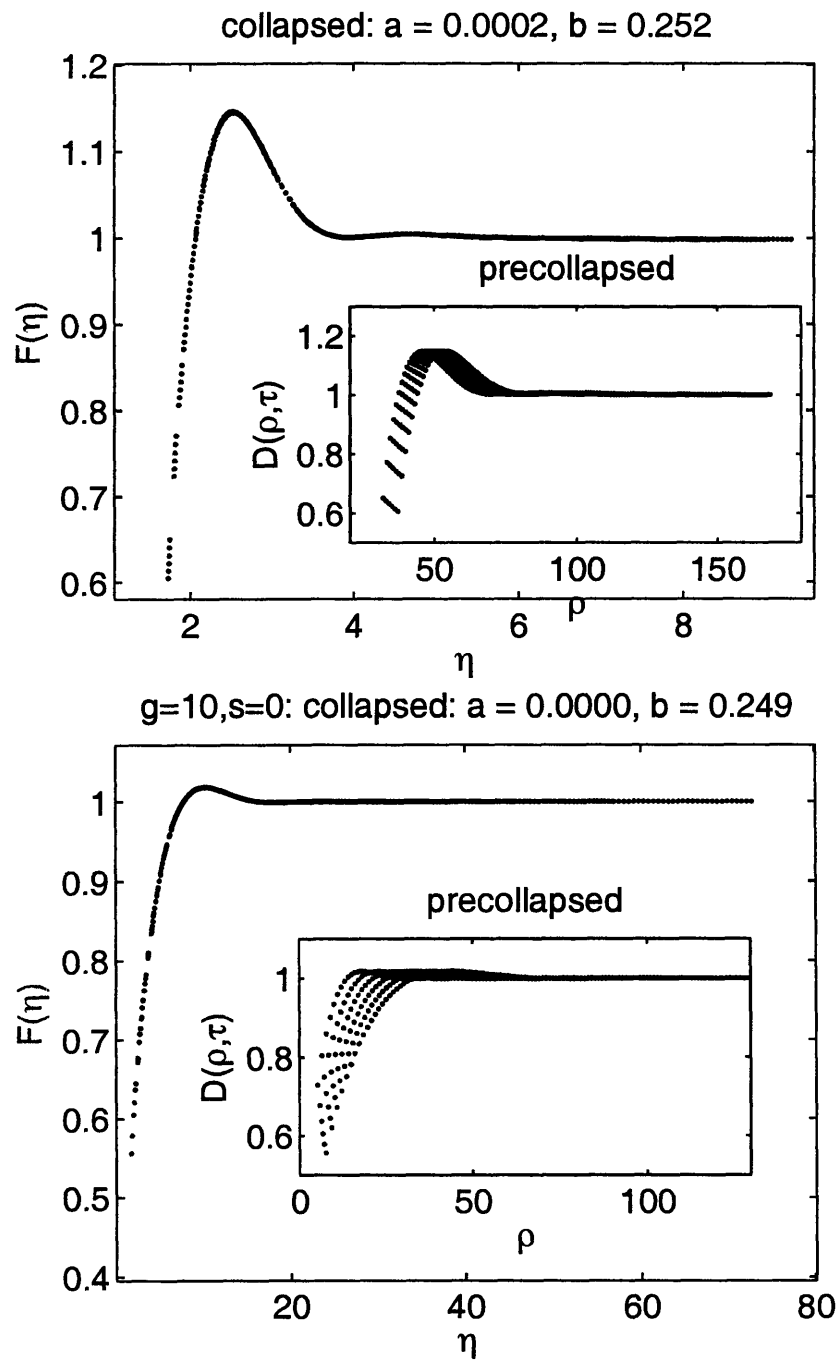 collapsed: a = 0.0002, b = 0.252
1.2
1.1
1
0.9
0.8
0.7
0.6
F(η)
precollapsed
1.2
1
0.8
0.6
D(ρ,τ)
50 100 150
ρ
2 4 6 8
η
g=10,s=0: collapsed: a = 0.0000, b = 0.249
1
0.9
0.8
0.7
0.6
0.5
0.4
F(η)
precollapsed
1
0.8
0.6
D(ρ,τ)
0 50 100
ρ
20 40 60 80
η